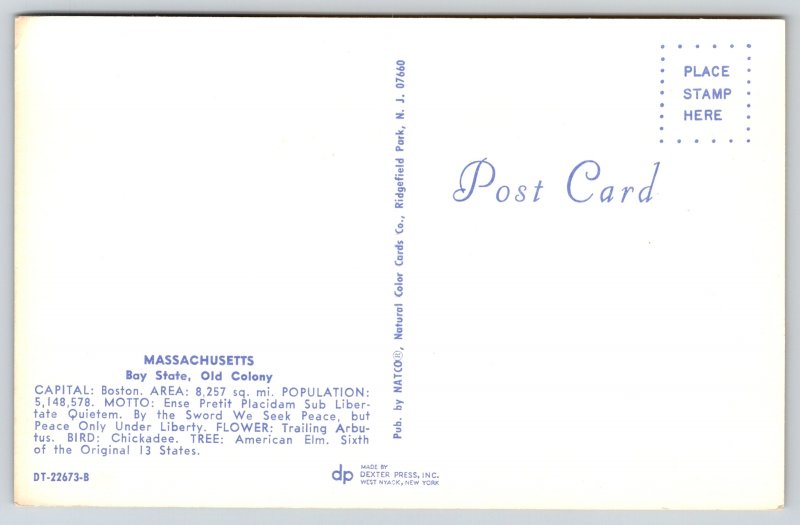 PLACE
STAMP
HERE
Post Card
Pub. by NATCO®, Natural Color Cards Co., Ridgefield Park, N. J. 07660
MASSACHUSETTS
Bay State, Old Colony
CAPITAL: Boston. AREA: 8,257 sq. mi. POPULATION:
5,148,578. MOTTO: Ense Pretit Placidam Sub Liber-
tate Quietem. By the Sword We Seek Peace, but
Peace Only Under Liberty. FLOWER: Trailing Arbu-
tus. BIRD: Chickadee. TREE: American Elm. Sixth
of the Original 13 States.
DT-22673-B
dp
MADE BY
DEXTER PRESS, INC.
WEST NYACK, NEW YORK